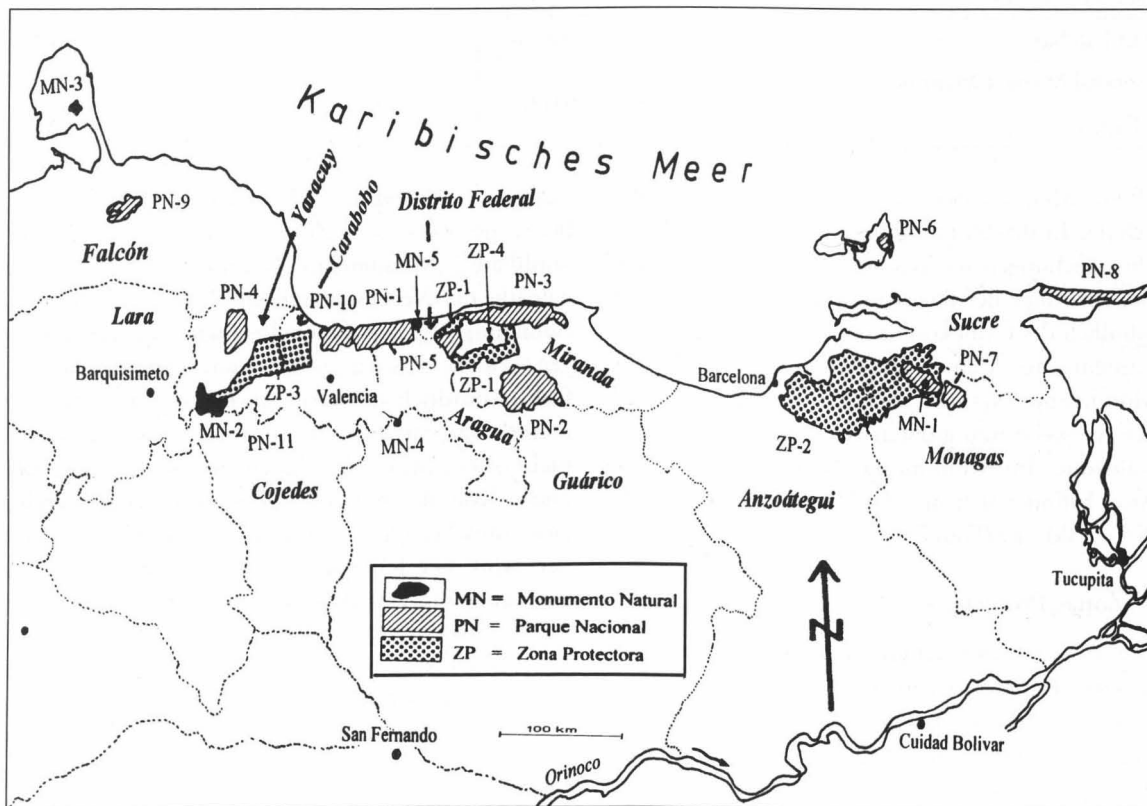 MN-3
Karibisches Meer
PN-9
Yaracuy
Carabobo
Distrito Federal
PN-6
Falcón
MN-5
ZP-4
PN-4
PN-10
PN-1
ZP-1
PN-3
PN-8
Lara
Sucre
PN-5
Miranda
PN-7
Barquisimeto
ZP-3
Valencia
ZP-1
Barcelona
MN-2
PN-11
MN-4
Aragua
PN-2
ZP-2
MN-1
Monagas
Cojedes
Guárico
Anzoátegui
Tucupita
MN = Monumento Natural
PN = Parque Nacional
ZP = Zona Protectora
N
San Fernando
100 km
Orinoco
Cuidad Bolivar